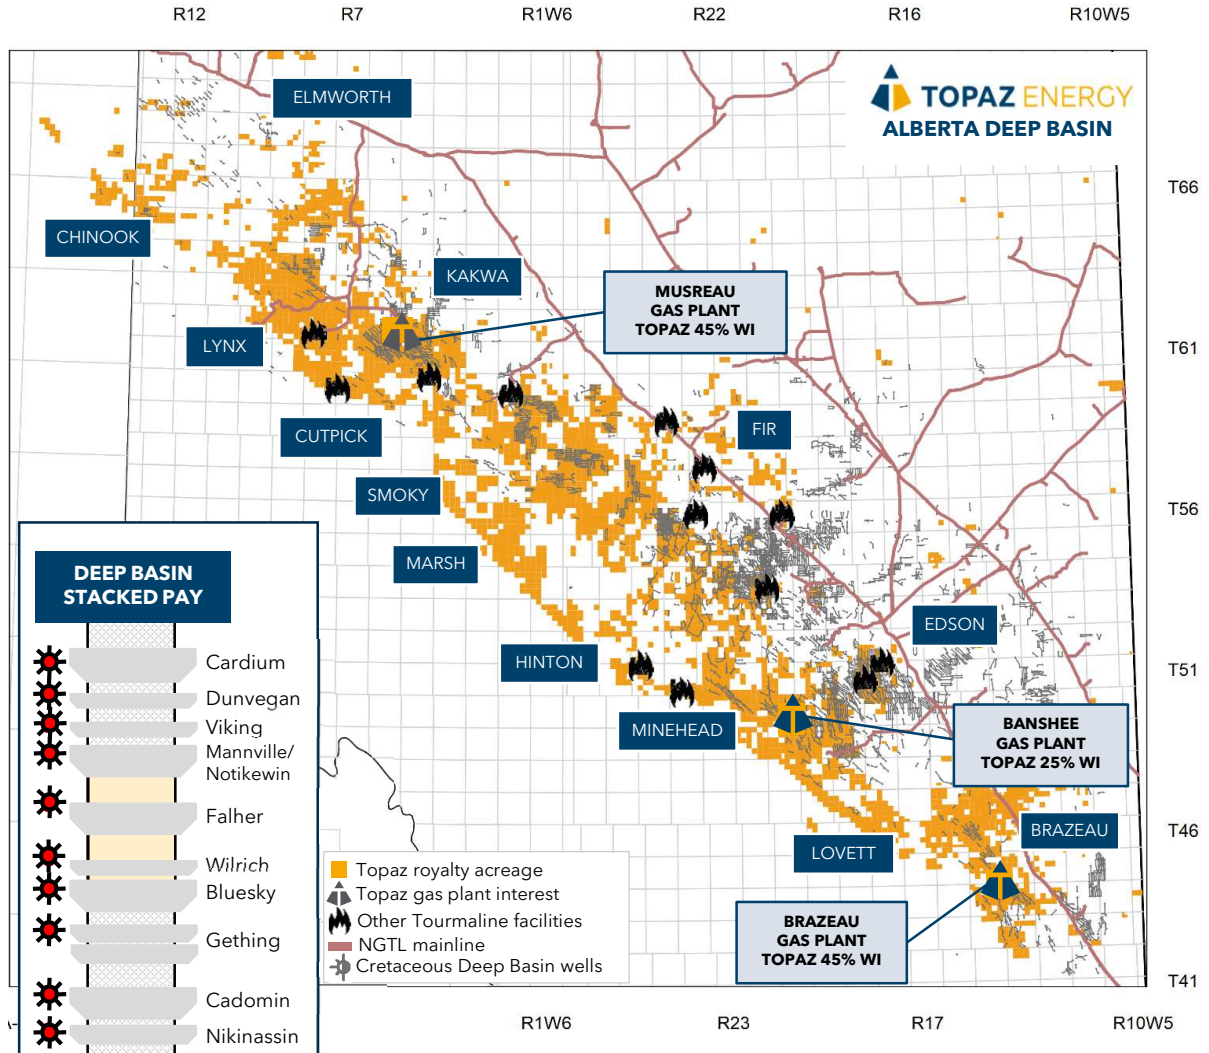 R12 R7 R1W6 R22 R16 R10W5
TOPAZ ENERGY
ALBERTA DEEP BASIN
ELMWORTH
T66
CHINOOK
KAKWA
MUSREAU
GAS PLANT
TOPAZ 45% WI
LYNX
T61
CUTPICK
FIR
SMOKY
T56
MARSH
EDSON
HINTON
T51
MINEHEAD
BANSHEE
GAS PLANT
TOPAZ 25% WI
BRAZEAU
T46
LOVETT
BRAZEAU
GAS PLANT
TOPAZ 45% WI
T41
DEEP BASIN
STACKED PAY
Cardium
Dunvegan
Viking
Mannville/
Notikewin
Falher
Wilrich
Bluesky
Gething
Cadomin
Nikinassin
Topaz royalty acreage
Topaz gas plant interest
Other Tourmaline facilities
NGTL mainline
Cretaceous Deep Basin wells
R1W6 R23 R17 R10W5